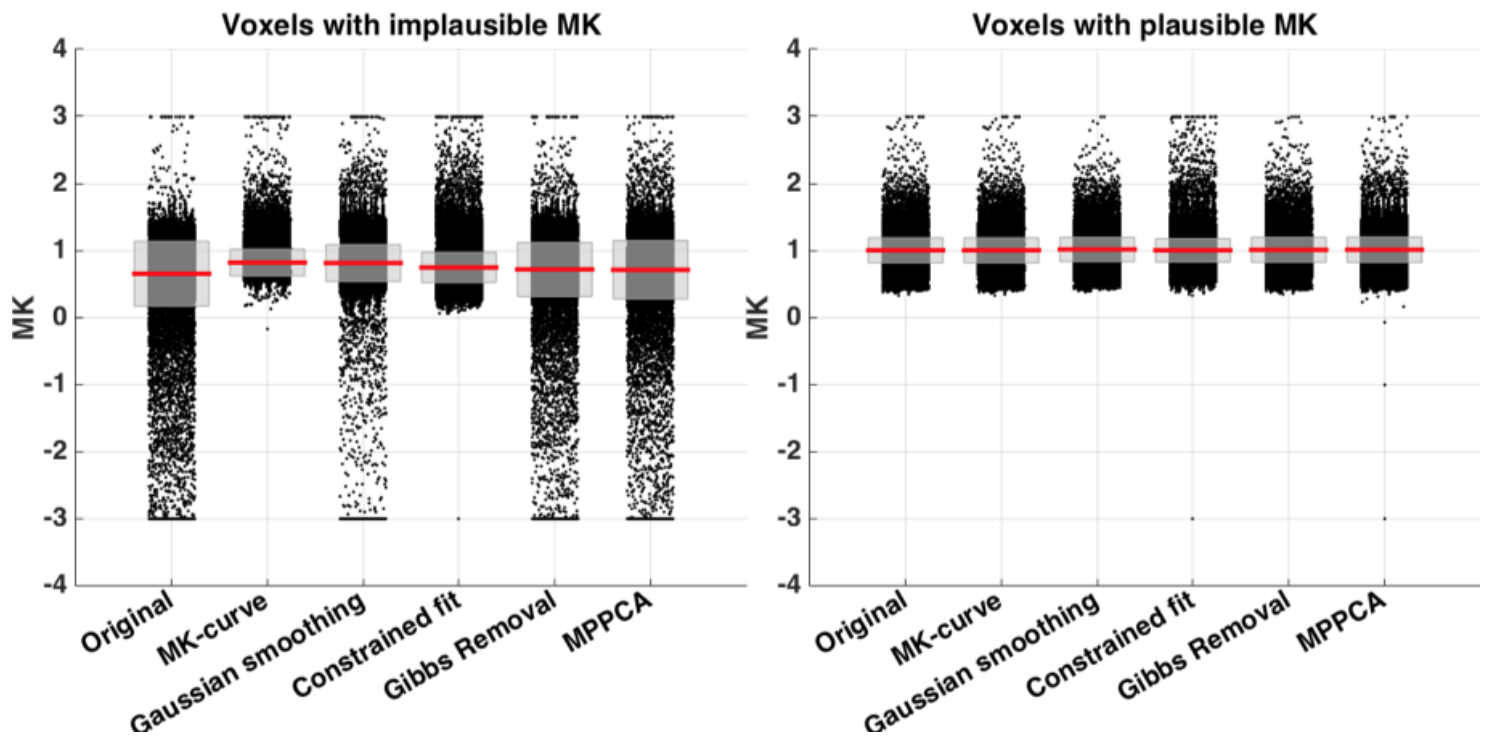 Voxels with implausible MK
4
3
2
1
0
-1
-2
-3
-4
MK
Original
MK-curve
Gaussian smoothing
Constrained fit
Gibbs Removal
MPPCA
Voxels with plausible MK
4
3
2
1
0
-1
-2
-3
-4
MK
Original
MK-curve
Gaussian smoothing
Constrained fit
Gibbs Removal
MPPCA